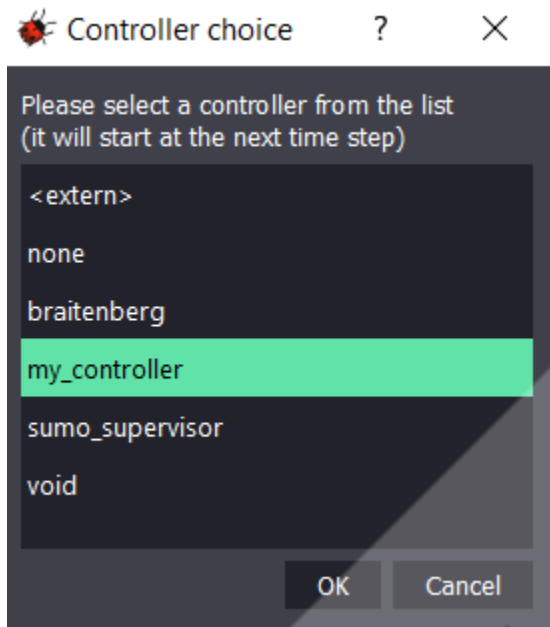 Controller choice ?
Please select a controller from the list
(it will start at the next time step)
<extern>
none
braitenberg
my_controller
sumo_supervisor
void
OK Cancel